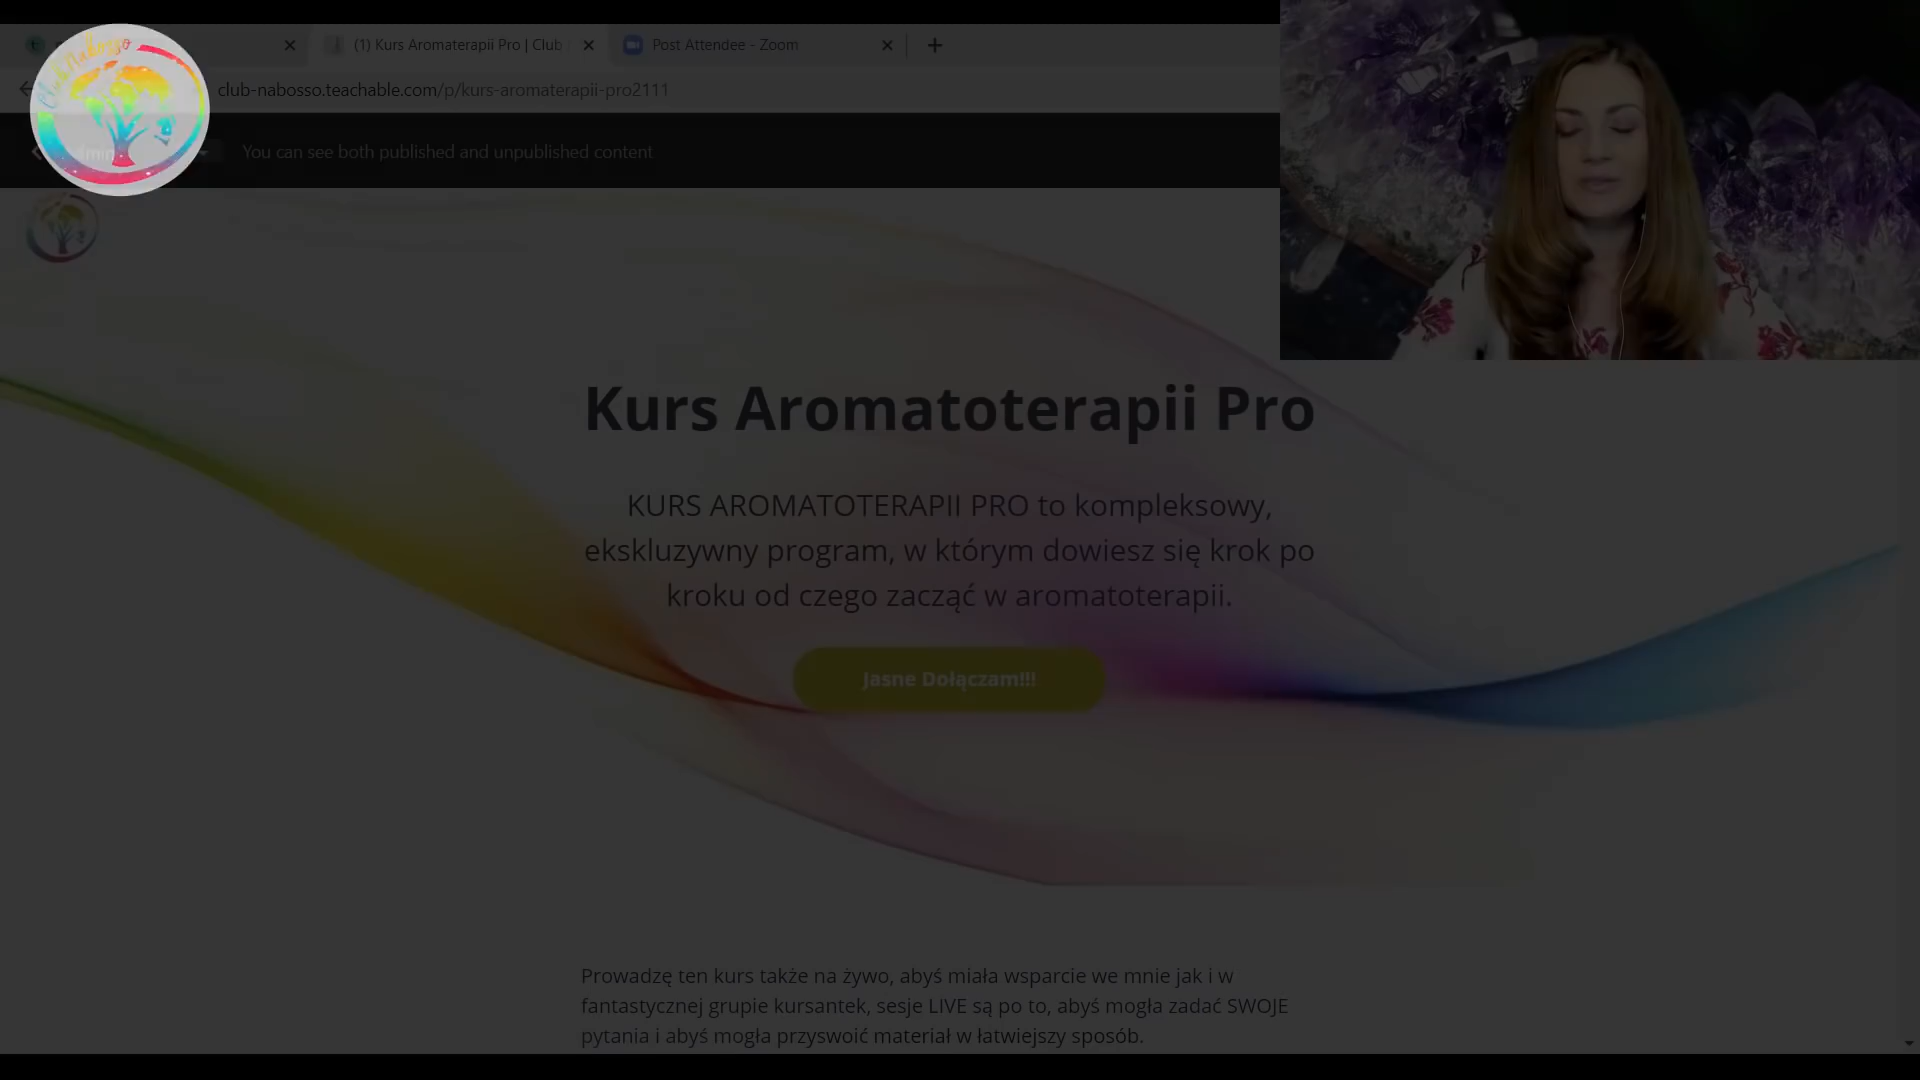 Club Nabosso
(1) Kurs Aromaterapii Pro | Club
Post Attendee - Zoom
club-nabosso.teachable.com/p/kurs-aromaterapii-pro2111
You can see both published and unpublished content
Kurs Aromatoterapii Pro
KURS AROMATOTERAPII PRO to kompleksowy,
ekskluzywny program, w którym dowiesz się krok po
kroku od czego zacząć w aromatoterapii.
Jasne Dołączam!!!
Prowadzę ten kurs także na żywo, abyś miała wsparcie we mnie jak i w
fantastycznej grupie kursantek, sesje LIVE są po to, abyś mogła zadać SWOJE
pytania i abyś mogła przyswoić materiał w łatwiejszy sposób.